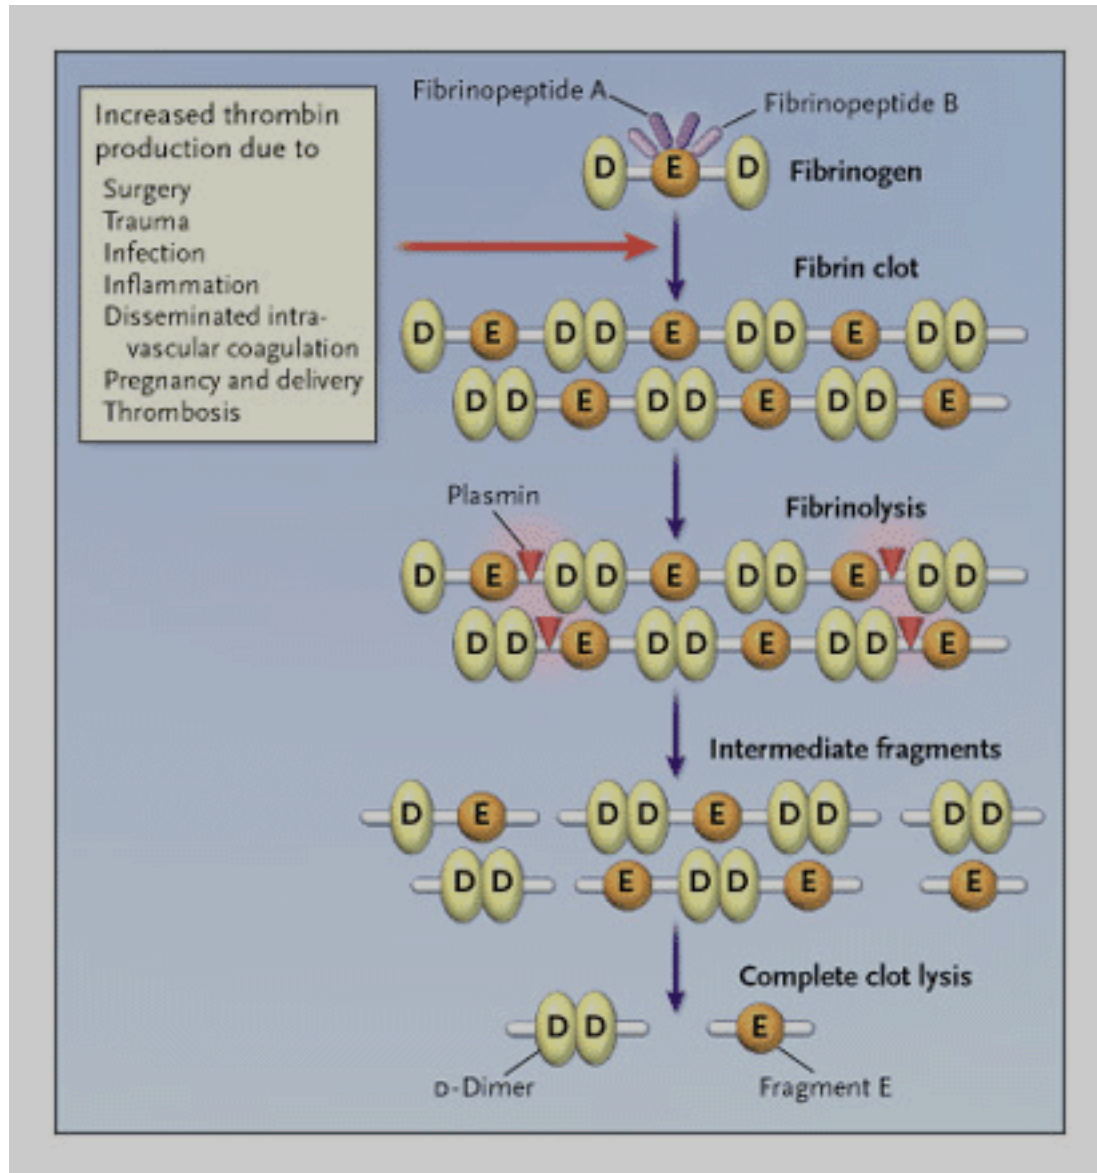 Increased thrombin
production due to
Surgery
Trauma
Infection
Inflammation
Disseminated intra-
vascular coagulation
Pregnancy and delivery
Thrombosis
Fibrinopeptide A
Fibrinopeptide B
D E D Fibrinogen
Fibrin clot
D E D D E D D E D D
D D E D D E D D E
Plasmin
Fibrinolysis
D E D D E D D E D D
D D E D D E D D E
Intermediate fragments
D E D D E D D D D
D D E D D E E
Complete clot lysis
D D E
D-Dimer
Fragment E